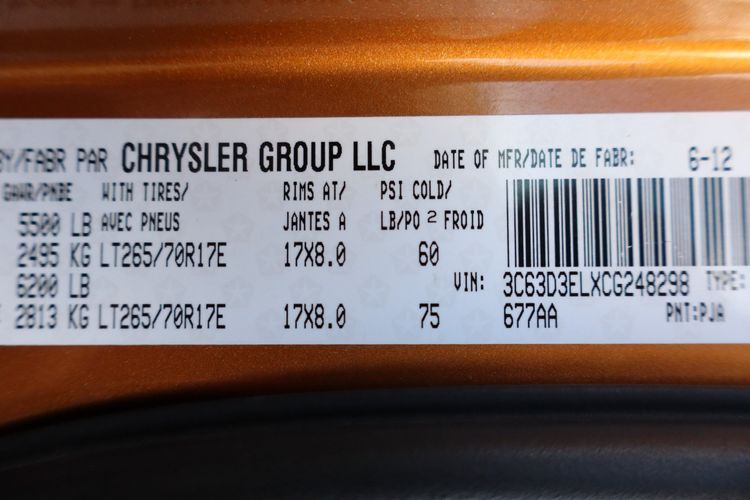 BY/FABR PAR CHRYSLER GROUP LLC DATE OF MFR/DATE DE FABR: 6-12
GAWR/PNBE WITH TIRES/ RIMS AT/ PSI COLD/
5500 LB AVEC PNEUS JANTES A LB/PO 2 FROID
2495 KG LT265/70R17E 17X8.0 60
6200 LB VIN: 3C63D3ELXCG248298 TYPE:
2813 KG LT265/70R17E 17X8.0 75 677AA PNT:PJA